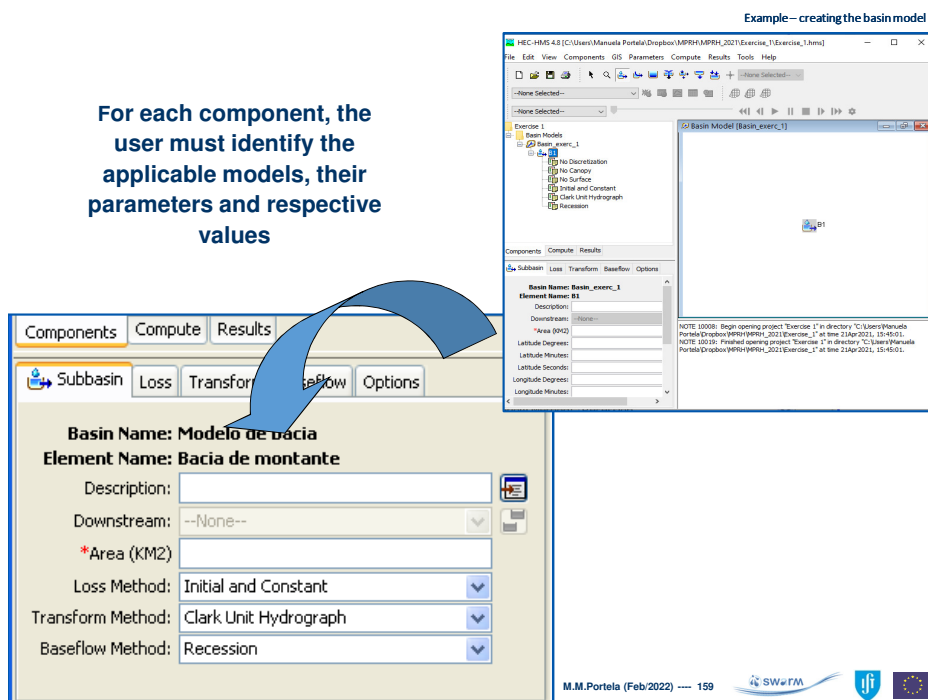 Example – creating the basin model
For each component, the
user must identify the
applicable models, their
parameters and respective
values
HEC-HMS 4.8 [C:\Users\Manuela Portela\Dropbox\MPRH\MPRH_2021\Exercise_1\Exercise_1.hms]
File Edit View Components GIS Parameters Compute Results Tools Help
--None Selected--
--None Selected--
--None Selected--
Exercise 1
Basin Models
Basin_exerc_1
B1
No Discretization
No Canopy
No Surface
Initial and Constant
Clark Unit Hydrograph
Recession
Components Compute Results
Subbasin Loss Transform Baseflow Options
Basin Name: Basin_exerc_1
Element Name: B1
Description:
Downstream: --None--
*Area (KM2)
Latitude Degrees:
Latitude Minutes:
Latitude Seconds:
Longitude Degrees:
Longitude Minutes:
Basin Model [Basin_exerc_1]
B1
NOTE 10008: Begin opening project "Exercise 1" in directory "C:\Users\Manuela
Portela\Dropbox\MPRH\MPRH_2021\Exercise_1" at time 21Apr2021, 15:45:01.
NOTE 10019: Finished opening project "Exercise 1" in directory "C:\Users\Manuela
Portela\Dropbox\MPRH\MPRH_2021\Exercise_1" at time 21Apr2021, 15:45:01.
Components Compute Results
Subbasin Loss Transfor seflow Options
Basin Name: Modelo de bacia
Element Name: Bacia de montante
Description:
Downstream: --None--
*Area (KM2)
Loss Method: Initial and Constant
Transform Method: Clark Unit Hydrograph
Baseflow Method: Recession
M.M.Portela (Feb/2022) ---- 159
SWARM